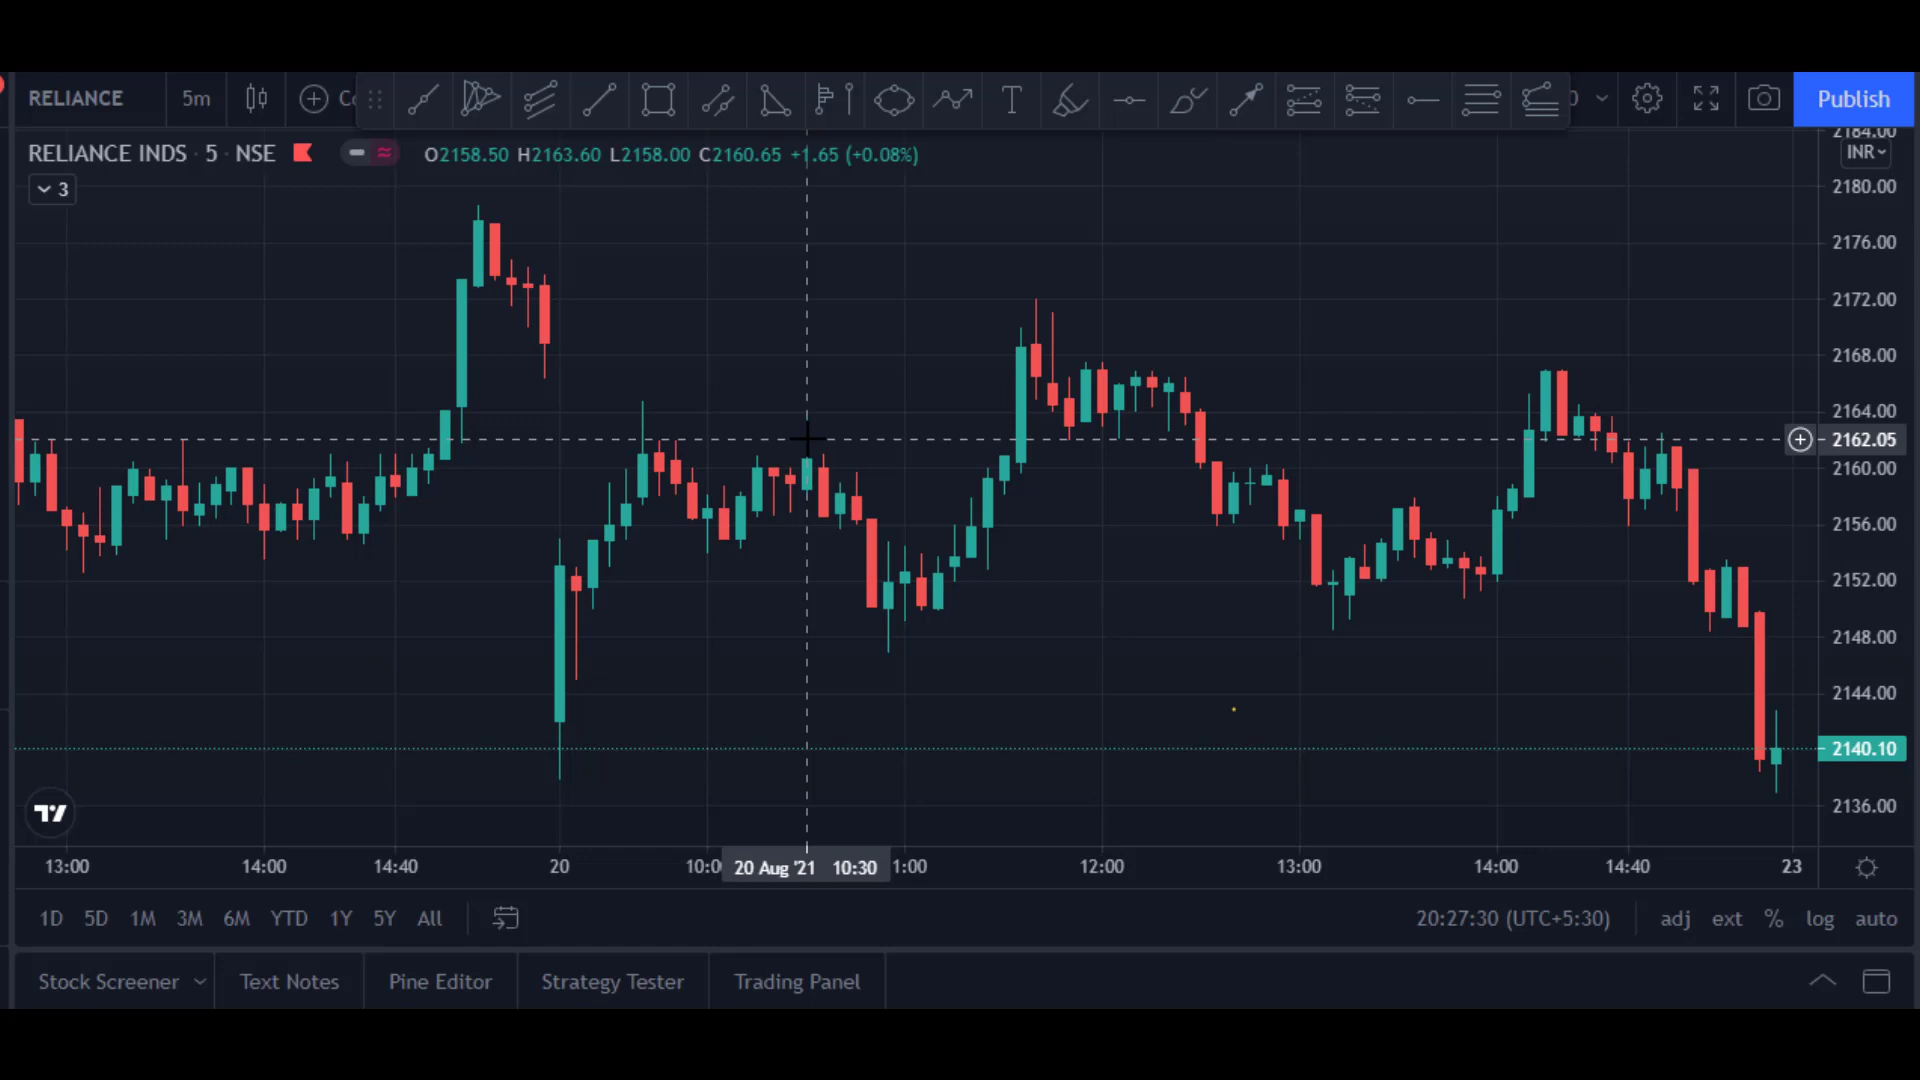 RELIANCE 5m T Publish
RELIANCE INDS · 5 · NSE O2158.50 H2163.60 L2158.00 C2160.65 +1.65 (+0.08%)
3
2184.00
INR
2180.00
2176.00
2172.00
2168.00
2164.00
2162.05
2160.00
2156.00
2152.00
2148.00
2144.00
2140.10
2136.00
13:00 14:00 14:40 20 10:0 20 Aug '21 10:30 1:00 12:00 13:00 14:00 14:40 23
1D 5D 1M 3M 6M YTD 1Y 5Y All 20:27:30 (UTC+5:30) adj ext % log auto
Stock Screener Text Notes Pine Editor Strategy Tester Trading Panel